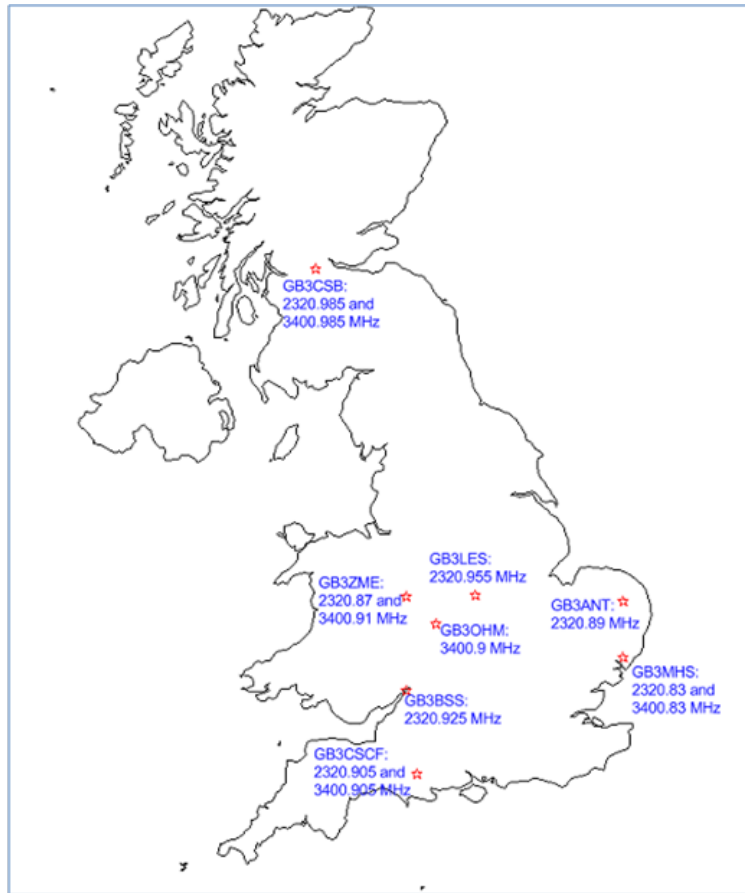 GB3CSB:
2320.985 and
3400.985 MHz
GB3LES:
2320.955 MHz
GB3ZME:
2320.87 and
3400.91 MHz
GB3ANT:
2320.89 MHz
GB3OHM:
3400.9 MHz
GB3MHS:
2320.83 and
3400.83 MHz
GB3BSS:
2320.925 MHz
GB3CSCF:
2320.905 and
3400.905 MHz